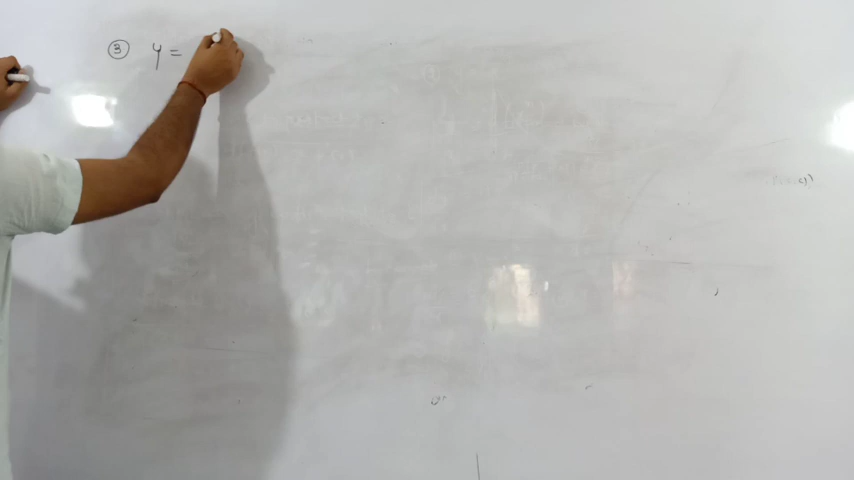 ③ y =